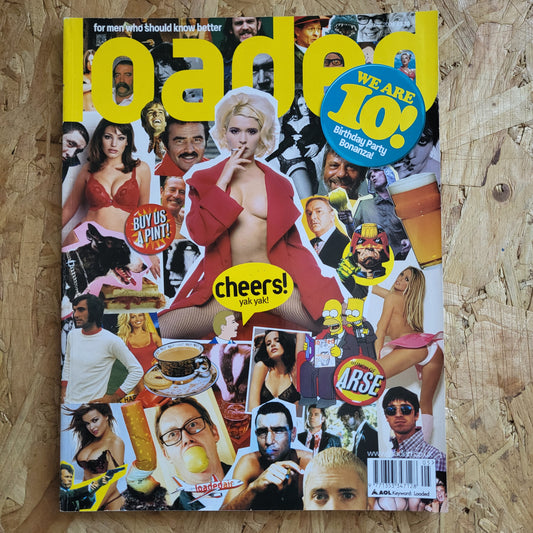 for men who should know better
loaded
WE ARE
10!
Birthday Party
Bonanza!
BUY US
A PINT!
cheers!
yak yak!
ARSE
loaded
05
AOL Keyword: Loaded